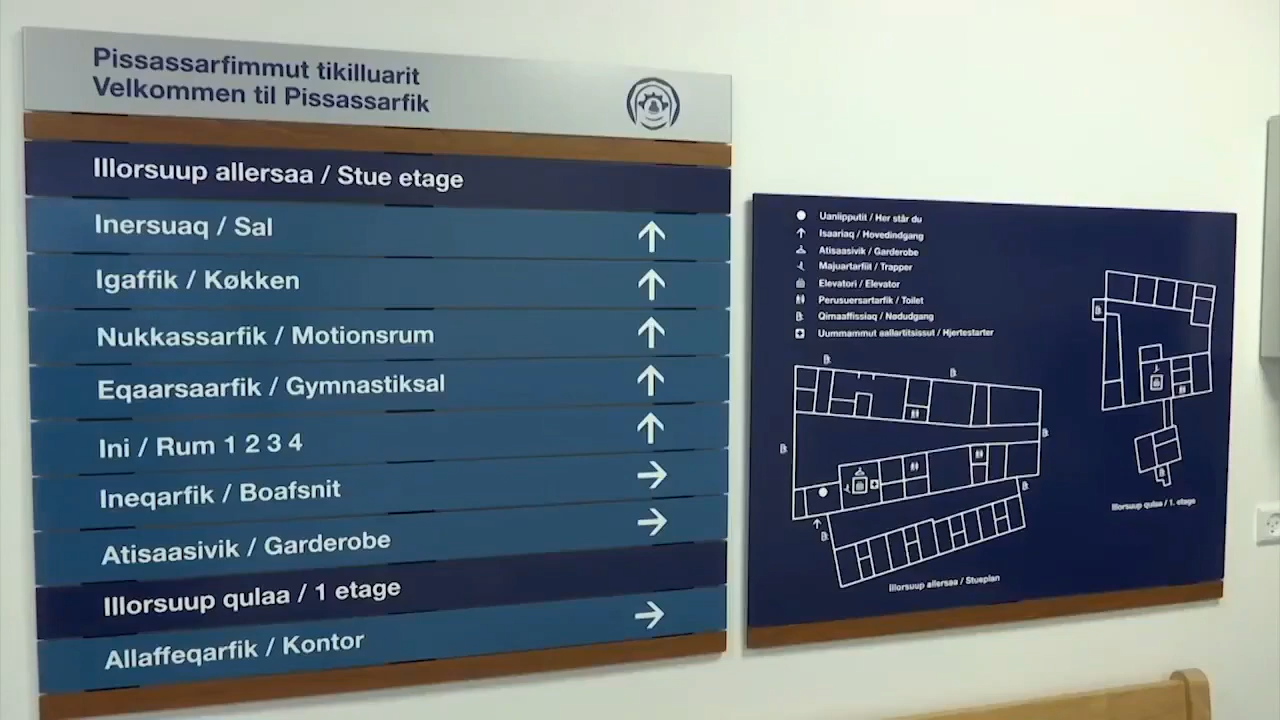 Pissassarfimmut tikilluarit
Velkommen til Pissassarfik
Illorsuup allersaa / Stue etage
Inersuaq / Sal
Igaffik / Køkken
Nukkassarfik / Motionsrum
Eqaarsaarfik / Gymnastiksal
Ini / Rum 1 2 3 4
Ineqarfik / Boafsnit
Atisaasivik / Garderobe
Illorsuup qulaa / 1 etage
Allaffeqarfik / Kontor
Uaniipputit / Her står du
Isaariaq / Hovedindgang
Atisaasivik / Garderobe
Majuartarfiit / Trapper
Elevatori / Elevator
Perusuersartarfik / Toilet
Qimaaffissiaq / Nødudgang
Uummammut aallartitsissut / Hjertestarter
Illorsuup allersaa / Stueplan
Illorsuup qulaa / 1. etage